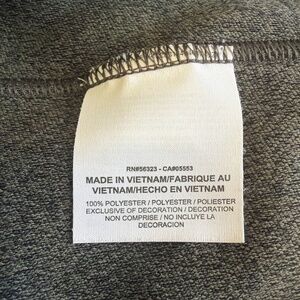 RN#56323 - CA#05553
MADE IN VIETNAM/FABRIQUE AU
VIETNAM/HECHO EN VIETNAM
100% POLYESTER / POLYESTER / POLIESTER
EXCLUSIVE OF DECORATION / DECORATION
NON COMPRISE / NO INCLUYE LA
DECORACION